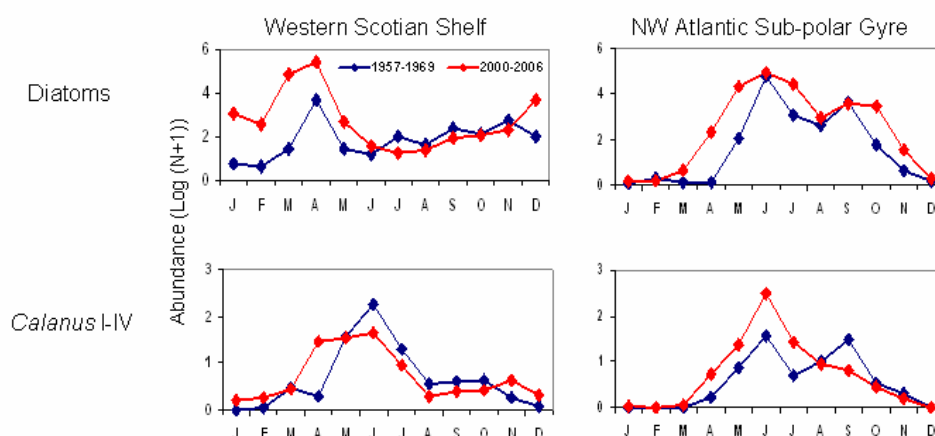 Western Scotian Shelf
NW Atlantic Sub-polar Gyre
Diatoms
Abundance (Log (N+1))
6
4
2
0
1957-1969 2000-2006
J F M A M J J A S O N D
6
4
2
0
J F M A M J J A S O N D
Calanus I-IV
3
2
1
0
J F M A M J J A S O N D
3
2
1
0
J F M A M J J A S O N D